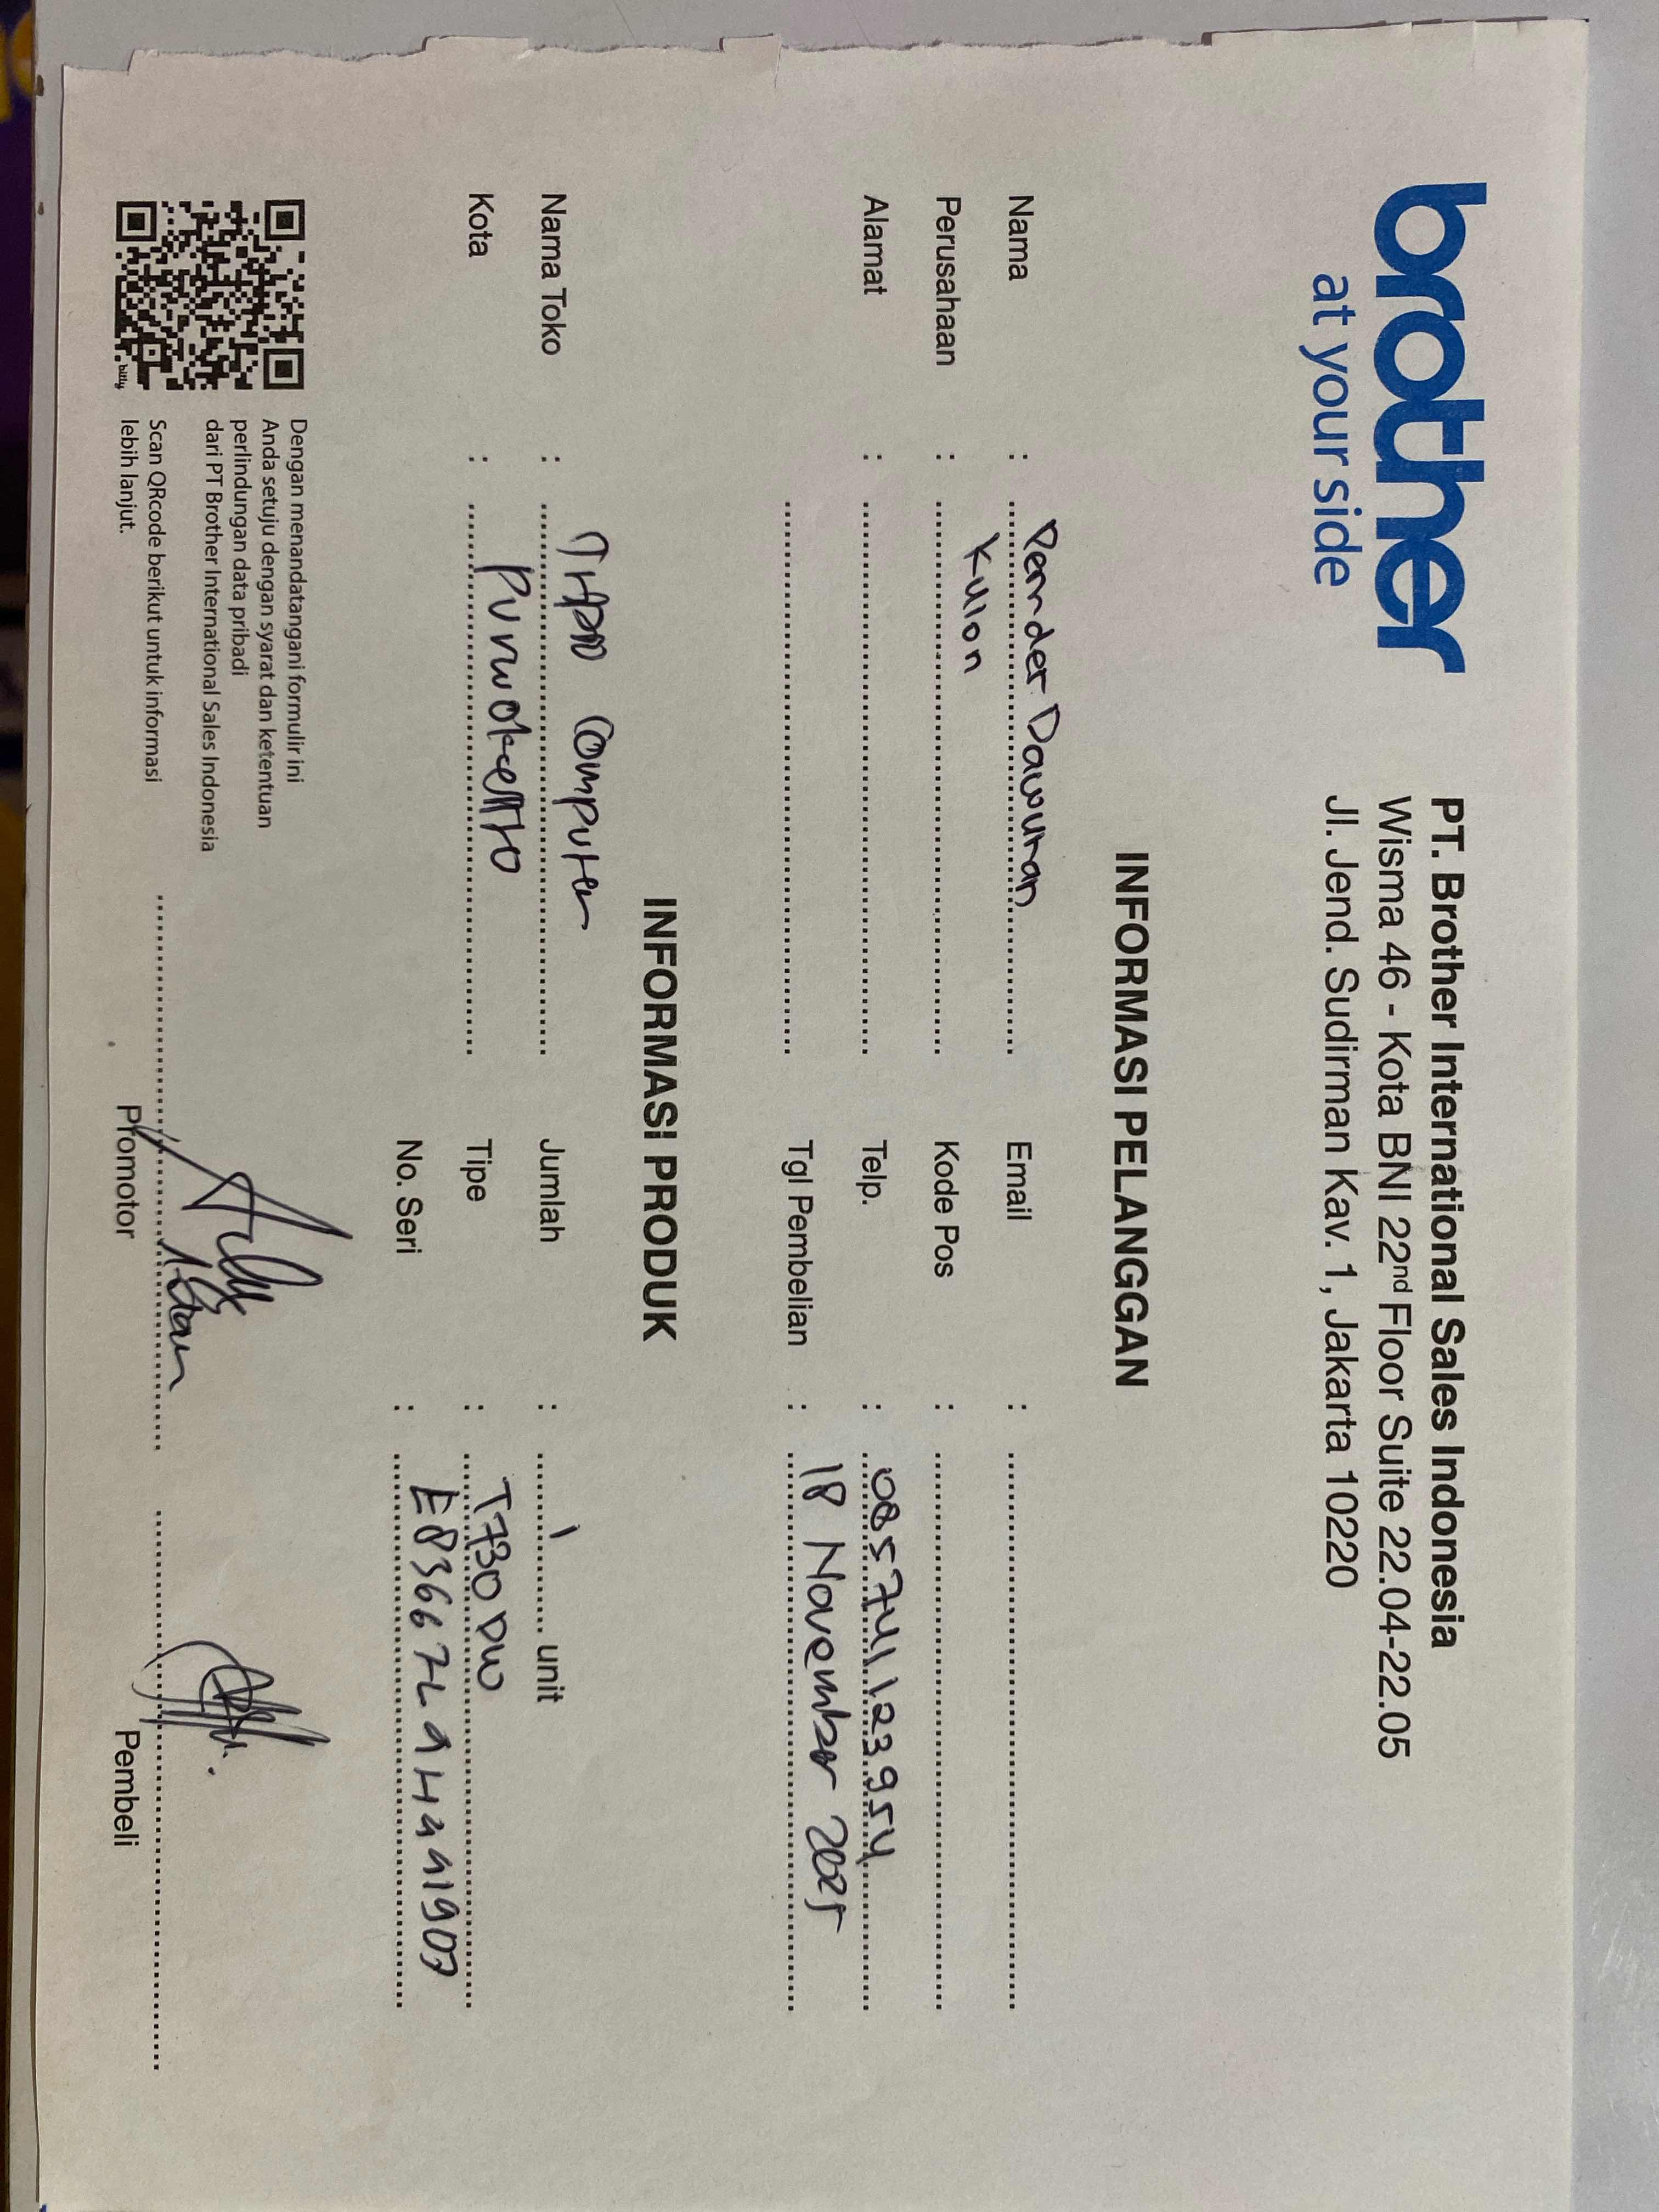 brother
at your side
PT. Brother International Sales Indonesia
Wisma 46 - Kota BNI 22nd Floor Suite 22.04-22.05
Jl. Jend. Sudirman Kav. 1, Jakarta 10220
INFORMASI PELANGGAN
Nama : Pemdes Dawuran
Kulon
Email :
Perusahaan :
Kode Pos :
Alamat :
Telp. : 085741123954
Tgl Pembelian : 18 November 2025
INFORMASI PRODUK
Nama Toko : Computer
Jumlah : 1 unit
Kota : Purwokerto
Tipe : T730DW
No. Seri :
Dengan menandatangani formulir ini
Anda setuju dengan syarat dan ketentuan
perlindungan data pribadi
dari PT Brother International Sales Indonesia
Scan QRcode berikut untuk informasi
lebih lanjut.
bitly
Promotor
Pembeli